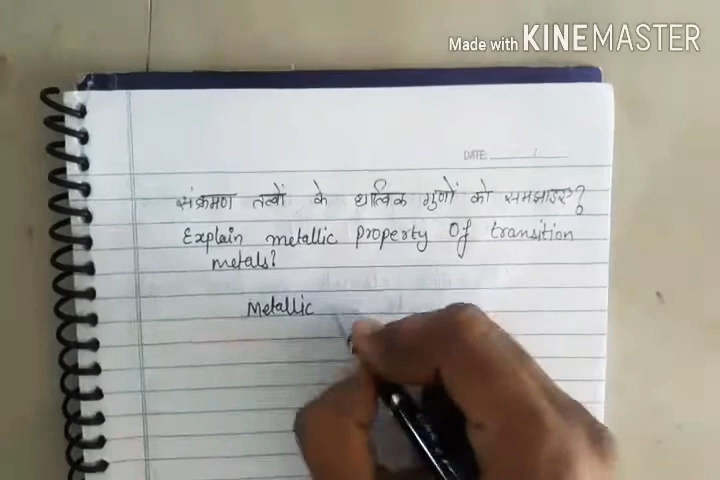 Made with KINEMASTER
DATE:
संक्रमण तत्वों के धात्विक गुणों को समझाइए?
Explain metallic property of transition
metals?
Metallic